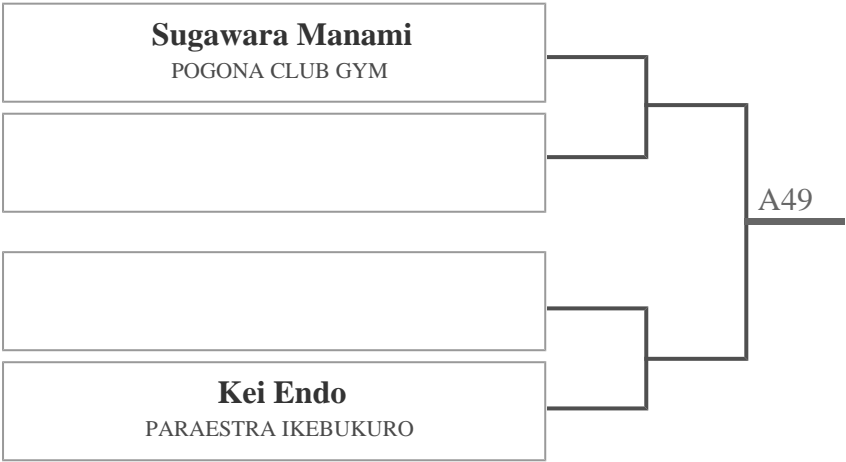 Sugawara Manami
POGONA CLUB GYM
A49
Kei Endo
PARAESTRA IKEBUKURO